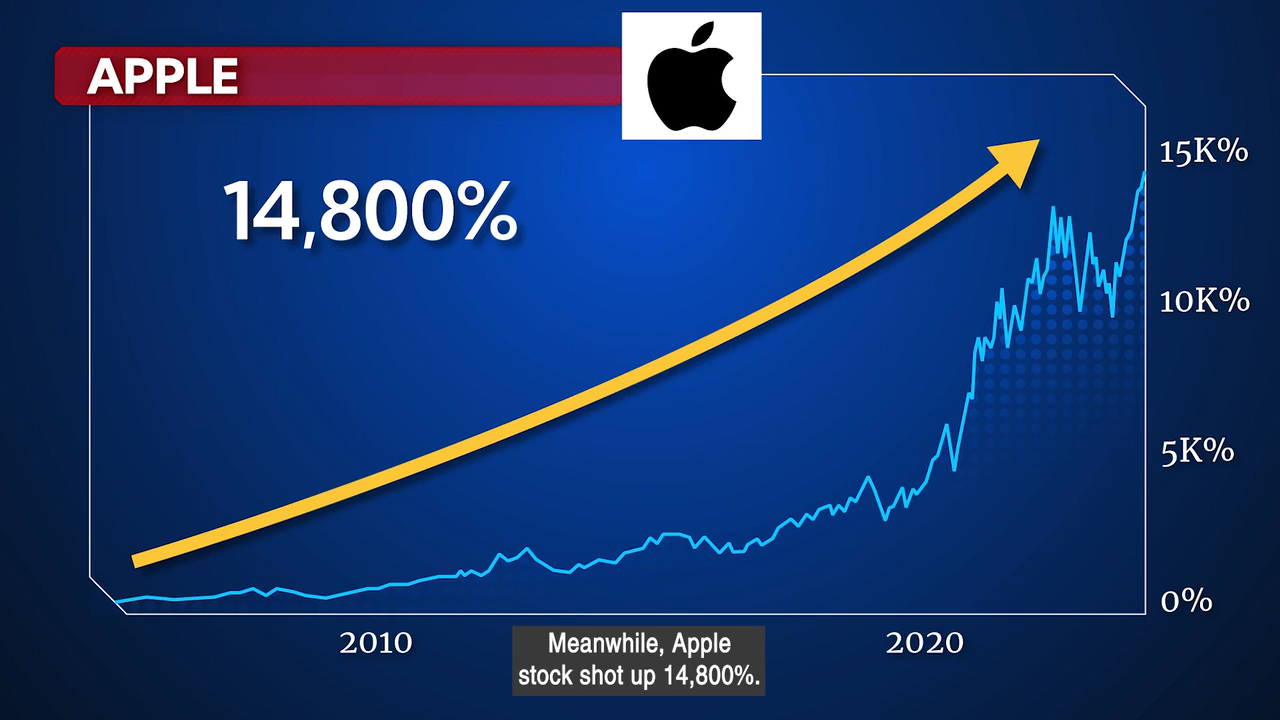 APPLE
14,800%
15K%
10K%
5K%
0%
2010
2020
Meanwhile, Apple
stock shot up 14,800%.